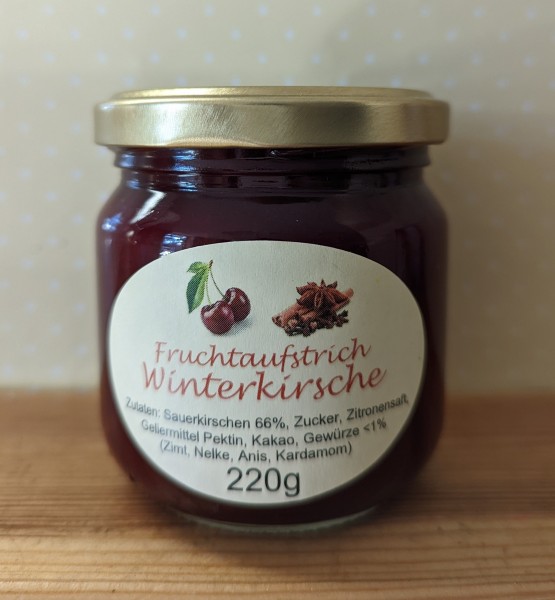 Fruchtaufstrich
Winterkirsche
Zutaten: Sauerkirschen 66%, Zucker, Zitronensaft,
Geliermittel Pektin, Kakao, Gewürze <1%
(Zimt, Nelke, Anis, Kardamom)
220g